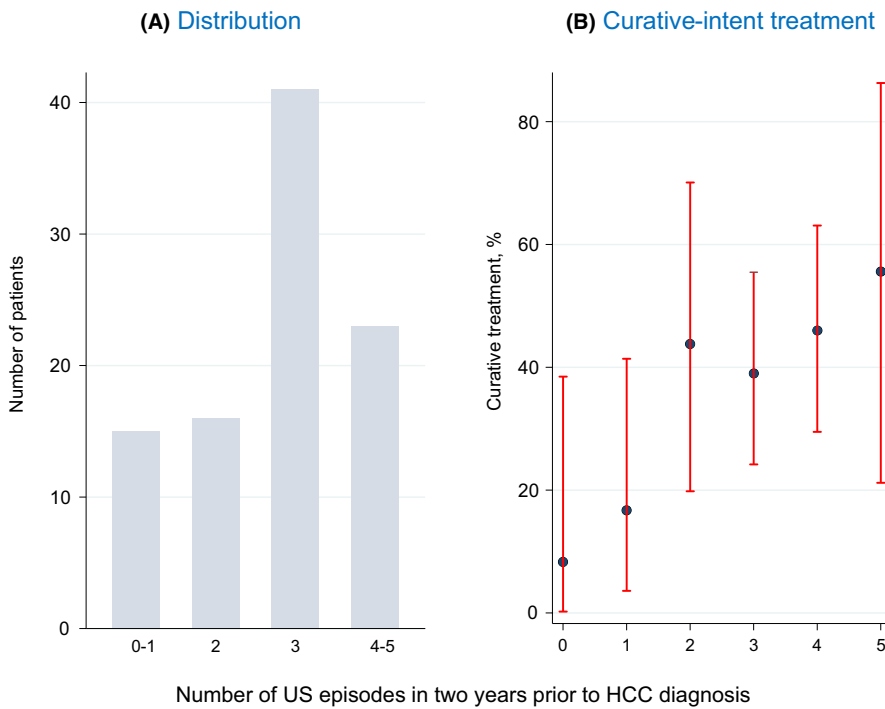 (A) Distribution
Number of patients
40
30
20
10
0
0-1 2 3 4-5
(B) Curative-intent treatment
Curative treatment, %
80
60
40
20
0
0 1 2 3 4 5
Number of US episodes in two years prior to HCC diagnosis